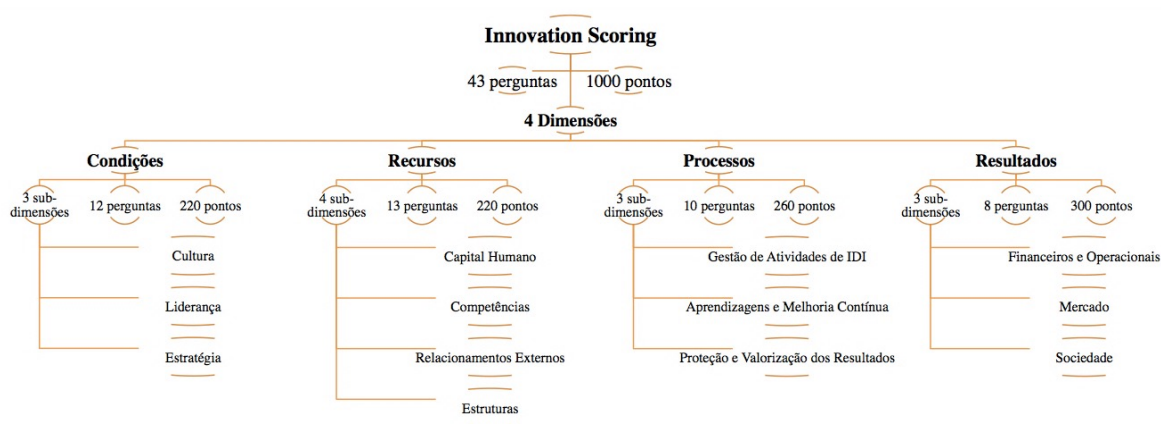 Innovation Scoring
43 perguntas
1000 pontos
4 Dimensões
Condições
3 sub-
dimensões
12 perguntas
220 pontos
Cultura
Liderança
Estratégia
Recursos
4 sub-
dimensões
13 perguntas
220 pontos
Capital Humano
Competências
Relacionamentos Externos
Estruturas
Processos
3 sub-
dimensões
10 perguntas
260 pontos
Gestão de Atividades de IDI
Aprendizagens e Melhoria Contínua
Proteção e Valorização dos Resultados
Resultados
3 sub-
dimensões
8 perguntas
300 pontos
Financeiros e Operacionais
Mercado
Sociedade